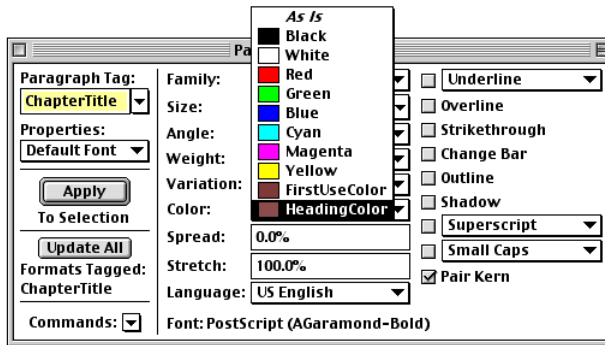 As Is
Black
White
Red
Green
Blue
Cyan
Magenta
Yellow
FirstUseColor
HeadingColor
Pa
Paragraph Tag:
ChapterTitle
Properties:
Default Font
Apply
To Selection
Update All
Formats Tagged:
ChapterTitle
Commands:
Family:
Size:
Angle:
Weight:
Variation:
Color:
Spread: 0.0%
Stretch: 100.0%
Language: US English
Font: PostScript (AGaramond-Bold)
Underline
Overline
Strikethrough
Change Bar
Outline
Shadow
Superscript
Small Caps
Pair Kern